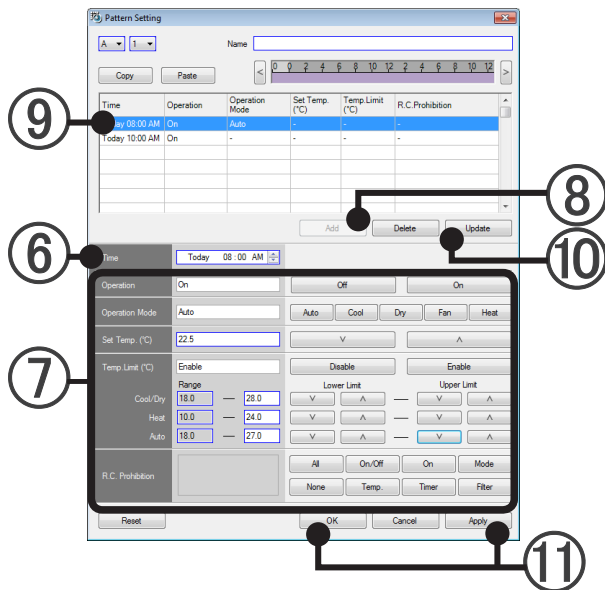 Pattern Setting
A 1 Name
Copy Paste < 0 0 2 4 6 8 10 12 2 4 6 8 10 12 >
Time Operation Operation Mode Set Temp. (°C) Temp.Limit (°C) R.C.Prohibition
day 08:00 AM On Auto - - -
Today 10:00 AM On - - - -
Add Delete Update
Time Today 08:00 AM
Operation On Off On
Operation Mode Auto Auto Cool Dry Fan Heat
Set Temp. (°C) 22.5 ∨ ∧
Temp.Limit (°C) Enable Disable Enable
Range Lower Limit Upper Limit
Cool/Dry 18.0 — 28.0 ∨ ∧ — ∨ ∧
Heat 10.0 — 24.0 ∨ ∧ — ∨ ∧
Auto 18.0 — 27.0 ∨ ∧ — ∨ ∧
R.C. Prohibition All On/Off On Mode
None Temp. Timer Filter
Reset OK Cancel Apply
⑨
⑧
⑩
⑥
⑦
⑪